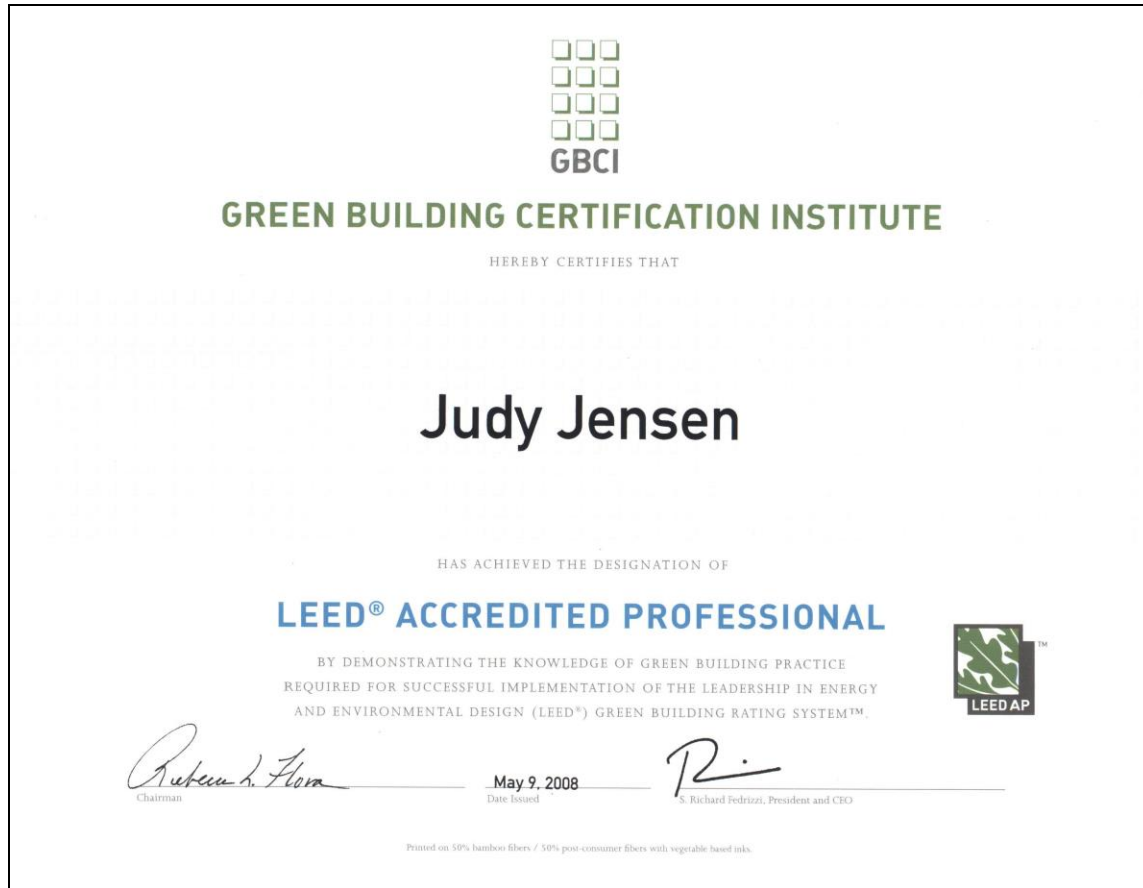 GBCI
GREEN BUILDING CERTIFICATION INSTITUTE
HEREBY CERTIFIES THAT
Judy Jensen
HAS ACHIEVED THE DESIGNATION OF
LEED® ACCREDITED PROFESSIONAL
BY DEMONSTRATING THE KNOWLEDGE OF GREEN BUILDING PRACTICE
REQUIRED FOR SUCCESSFUL IMPLEMENTATION OF THE LEADERSHIP IN ENERGY
AND ENVIRONMENTAL DESIGN (LEED®) GREEN BUILDING RATING SYSTEM™.
TM
LEED AP
L. Flora
Chairman
May 9, 2008
Date Issued
S. Richard Fedrizzi, President and CEO
Printed on 50% bamboo fibers / 50% post-consumer fibers with vegetable based inks.